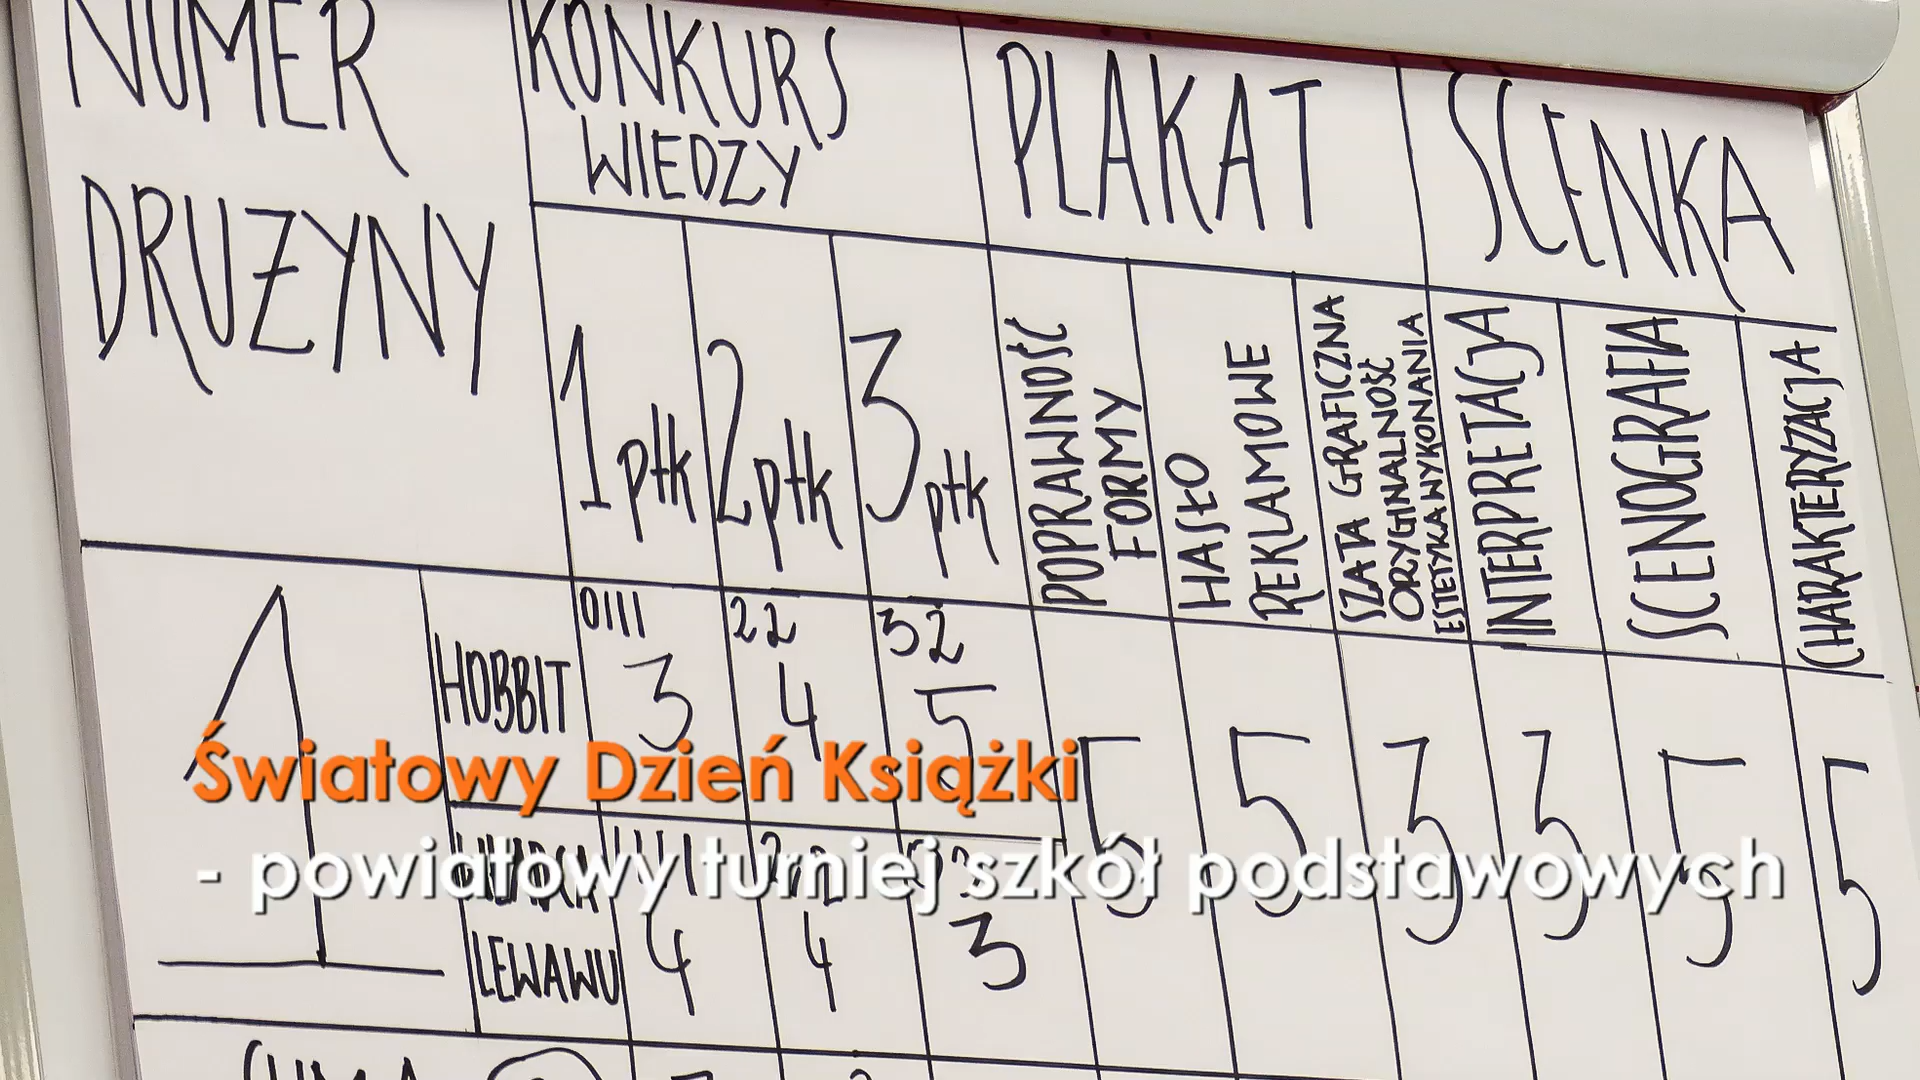 NUMER
DRUŻYNY
KONKURS
WIEDZY
PLAKAT
SCENKA
1 ptk
2 ptk
3 ptk
POPRAWNOŚĆ
FORMY
HASŁO
REKLAMOWE
SZATA GRAFICZNA
ORYGINALNOŚĆ
ESTETYKA WYKONANIA
INTERPRETACJA
SCENOGRAFIA
CHARAKTERYZACJA
1
HOBBIT
0111
3
22
4
32
5
5
5
3
3
5
5
Światowy Dzień Książki
- powiatowy turniej szkół podstawowych
LEWAWU
4
4
3